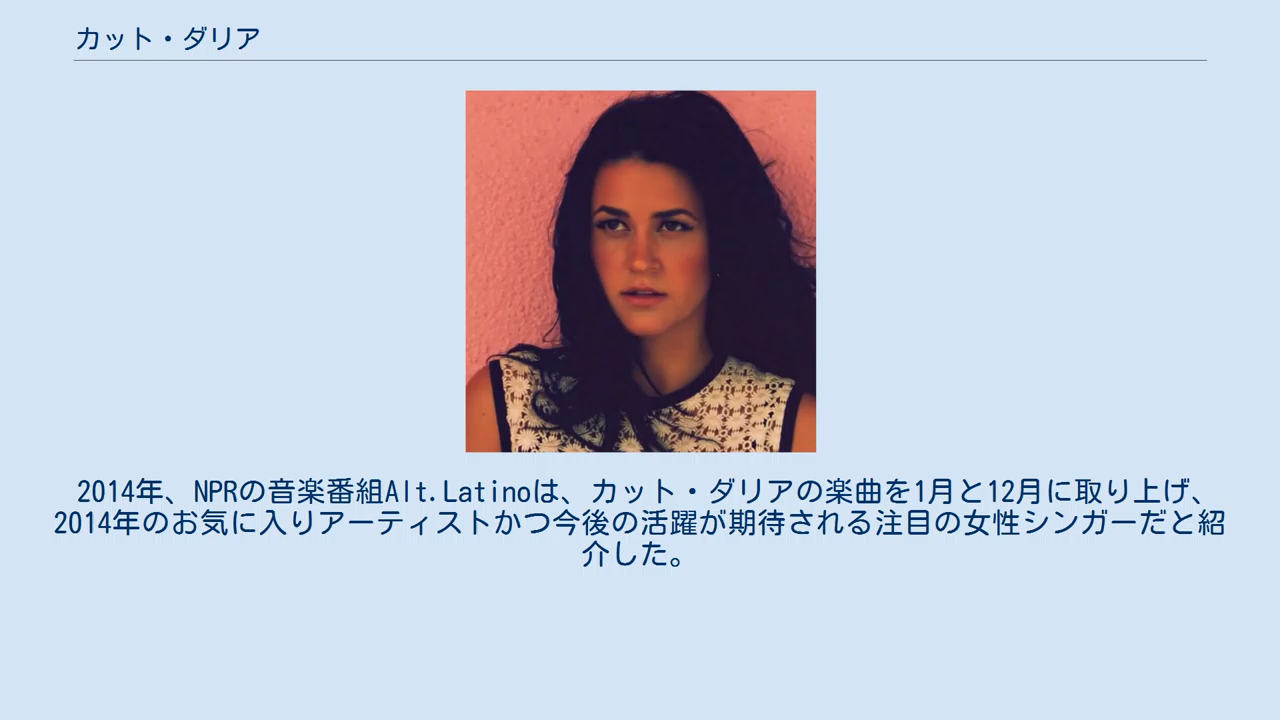 カット・ダリア
2014年、NPRの音楽番組Alt.Latinoは、カット・ダリアの楽曲を1月と12月に取り上げ、
2014年のお気に入りアーティストかつ今後の活躍が期待される注目の女性シンガーだと紹
介した。